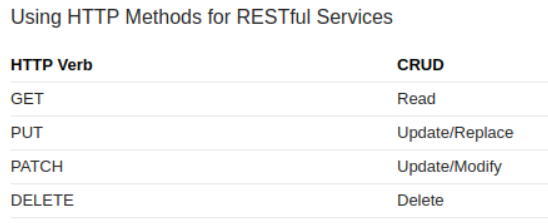 Using HTTP Methods for RESTful Services
HTTP Verb CRUD
GET Read
PUT Update/Replace
PATCH Update/Modify
DELETE Delete